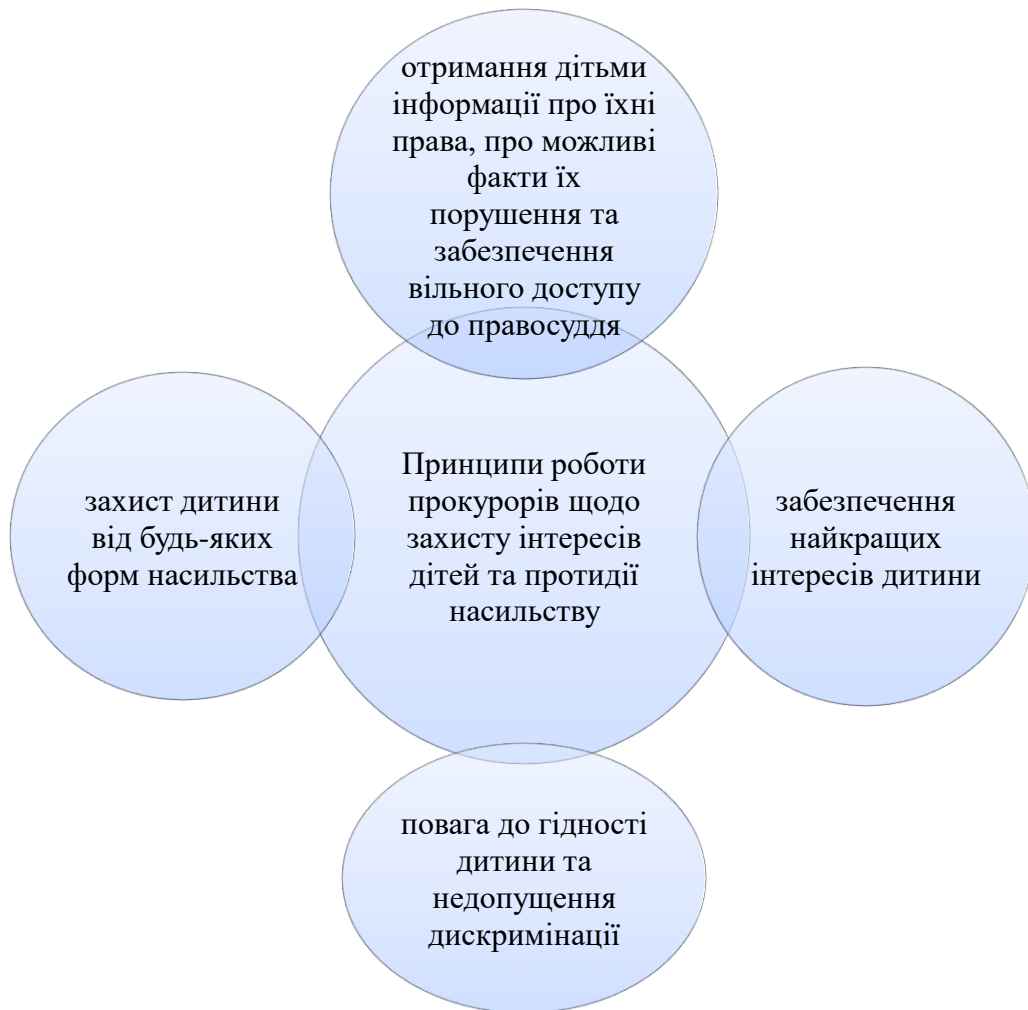 отримання дітьми
інформації про їхні
права, про можливі
факти їх
порушення та
забезпечення
вільного доступу
до правосуддя
захист дитини
від будь-яких
форм насильства
Принципи роботи
прокурорів щодо
захисту інтересів
дітей та протидії
насильству
забезпечення
найкращих
інтересів дитини
повага до гідності
дитини та
недопущення
дискримінації